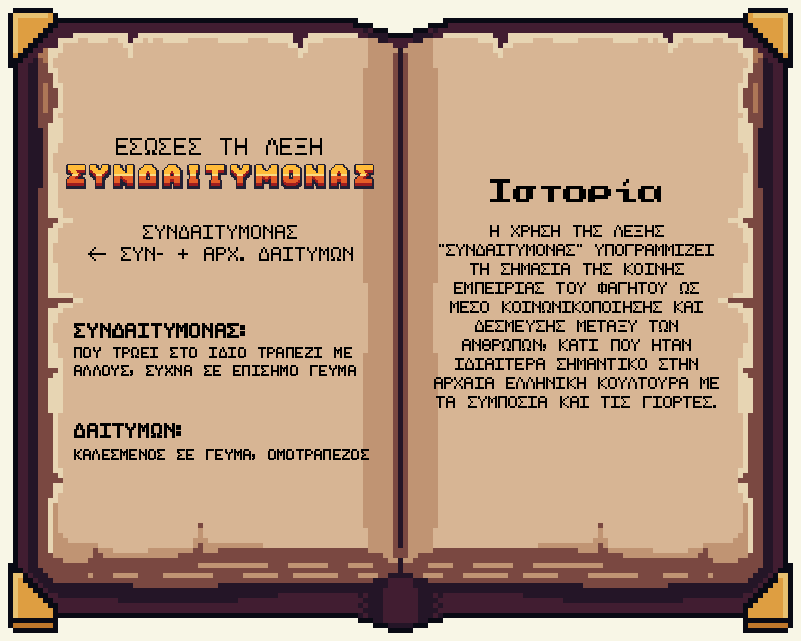 ΕΣΩΣΕΣ ΤΗ ΛΕΞΗ
ΣΥΝΔΑΙΤΥΜΟΝΑΣ
ΣΥΝΔΑΙΤΥΜΟΝΑΣ
← ΣΥΝ- + ΑΡΧ. ΔΑΙΤΥΜΩΝ
ΣΥΝΔΑΙΤΥΜΟΝΑΣ:
ΠΟΥ ΤΡΩΕΙ ΣΤΟ ΙΔΙΟ ΤΡΑΠΕΖΙ ΜΕ
ΑΛΛΟΥΣ, ΣΥΧΝΑ ΣΕ ΕΠΙΣΗΜΟ ΓΕΥΜΑ
ΔΑΙΤΥΜΩΝ:
ΚΑΛΕΣΜΕΝΟΣ ΣΕ ΓΕΥΜΑ, ΟΜΟΤΡΑΠΕΖΟΣ
Ιστορία
Η ΧΡΗΣΗ ΤΗΣ ΛΕΞΗΣ
"ΣΥΝΔΑΙΤΥΜΟΝΑΣ" ΥΠΟΓΡΑΜΜΙΖΕΙ
ΤΗ ΣΗΜΑΣΙΑ ΤΗΣ ΚΟΙΝΗΣ
ΕΜΠΕΙΡΙΑΣ ΤΟΥ ΦΑΓΗΤΟΥ ΩΣ
ΜΕΣΟ ΚΟΙΝΩΝΙΚΟΠΟΙΗΣΗΣ ΚΑΙ
ΔΕΣΜΕΥΣΗΣ ΜΕΤΑΞΥ ΤΩΝ
ΑΝΘΡΩΠΩΝ, ΚΑΤΙ ΠΟΥ ΗΤΑΝ
ΙΔΙΑΙΤΕΡΑ ΣΗΜΑΝΤΙΚΟ ΣΤΗΝ
ΑΡΧΑΙΑ ΕΛΛΗΝΙΚΗ ΚΟΥΛΤΟΥΡΑ ΜΕ
ΤΑ ΣΥΜΠΟΣΙΑ ΚΑΙ ΤΙΣ ΓΙΟΡΤΕΣ.